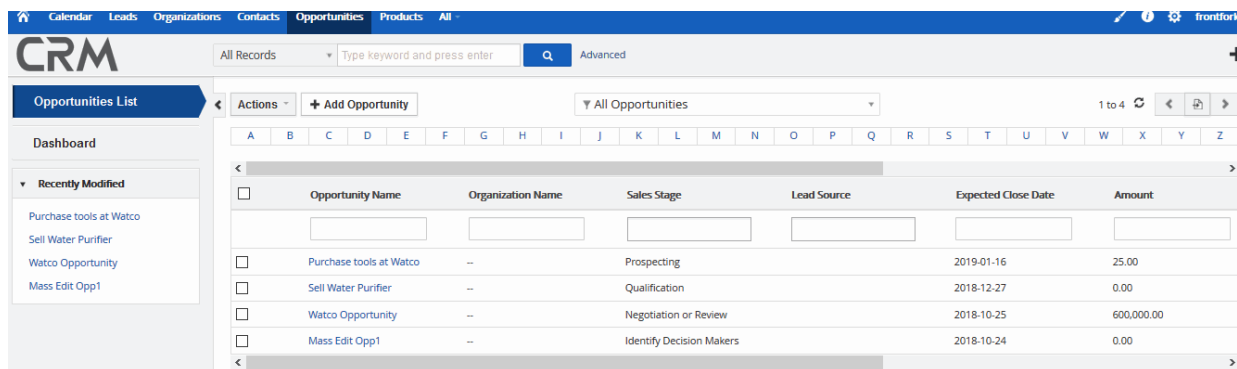 Calendar Leads Organizations Contacts Opportunities Products All frontfork
CRM All Records Type keyword and press enter Advanced
Opportunities List Actions + Add Opportunity All Opportunities 1 to 4
A B C D E F G H I J K L M N O P Q R S T U V W X Y Z
Dashboard
Recently Modified
Purchase tools at Watco
Sell Water Purifier
Watco Opportunity
Mass Edit Opp1
Opportunity Name Organization Name Sales Stage Lead Source Expected Close Date Amount
Purchase tools at Watco -- Prospecting 2019-01-16 25.00
Sell Water Purifier -- Qualification 2018-12-27 0.00
Watco Opportunity -- Negotiation or Review 2018-10-25 600,000.00
Mass Edit Opp1 -- Identify Decision Makers 2018-10-24 0.00